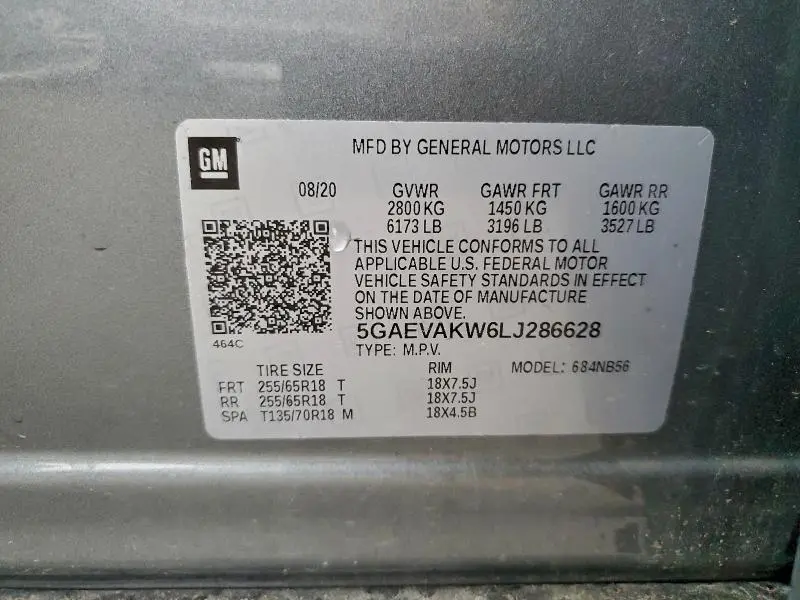 GM
MFD BY GENERAL MOTORS LLC
08/20 GVWR GAWR FRT GAWR RR
2800 KG 1450 KG 1600 KG
6173 LB 3196 LB 3527 LB
THIS VEHICLE CONFORMS TO ALL
APPLICABLE U.S. FEDERAL MOTOR
VEHICLE SAFETY STANDARDS IN EFFECT
ON THE DATE OF MANUFACTURE
SHOWN ABOVE.
5GAEVAKW6LJ286628
464C
TYPE: M.P.V.
TIRE SIZE RIM MODEL: 684NB56
FRT 255/65R18 T 18X7.5J
RR 255/65R18 T 18X7.5J
SPA T135/70R18 M 18X4.5B